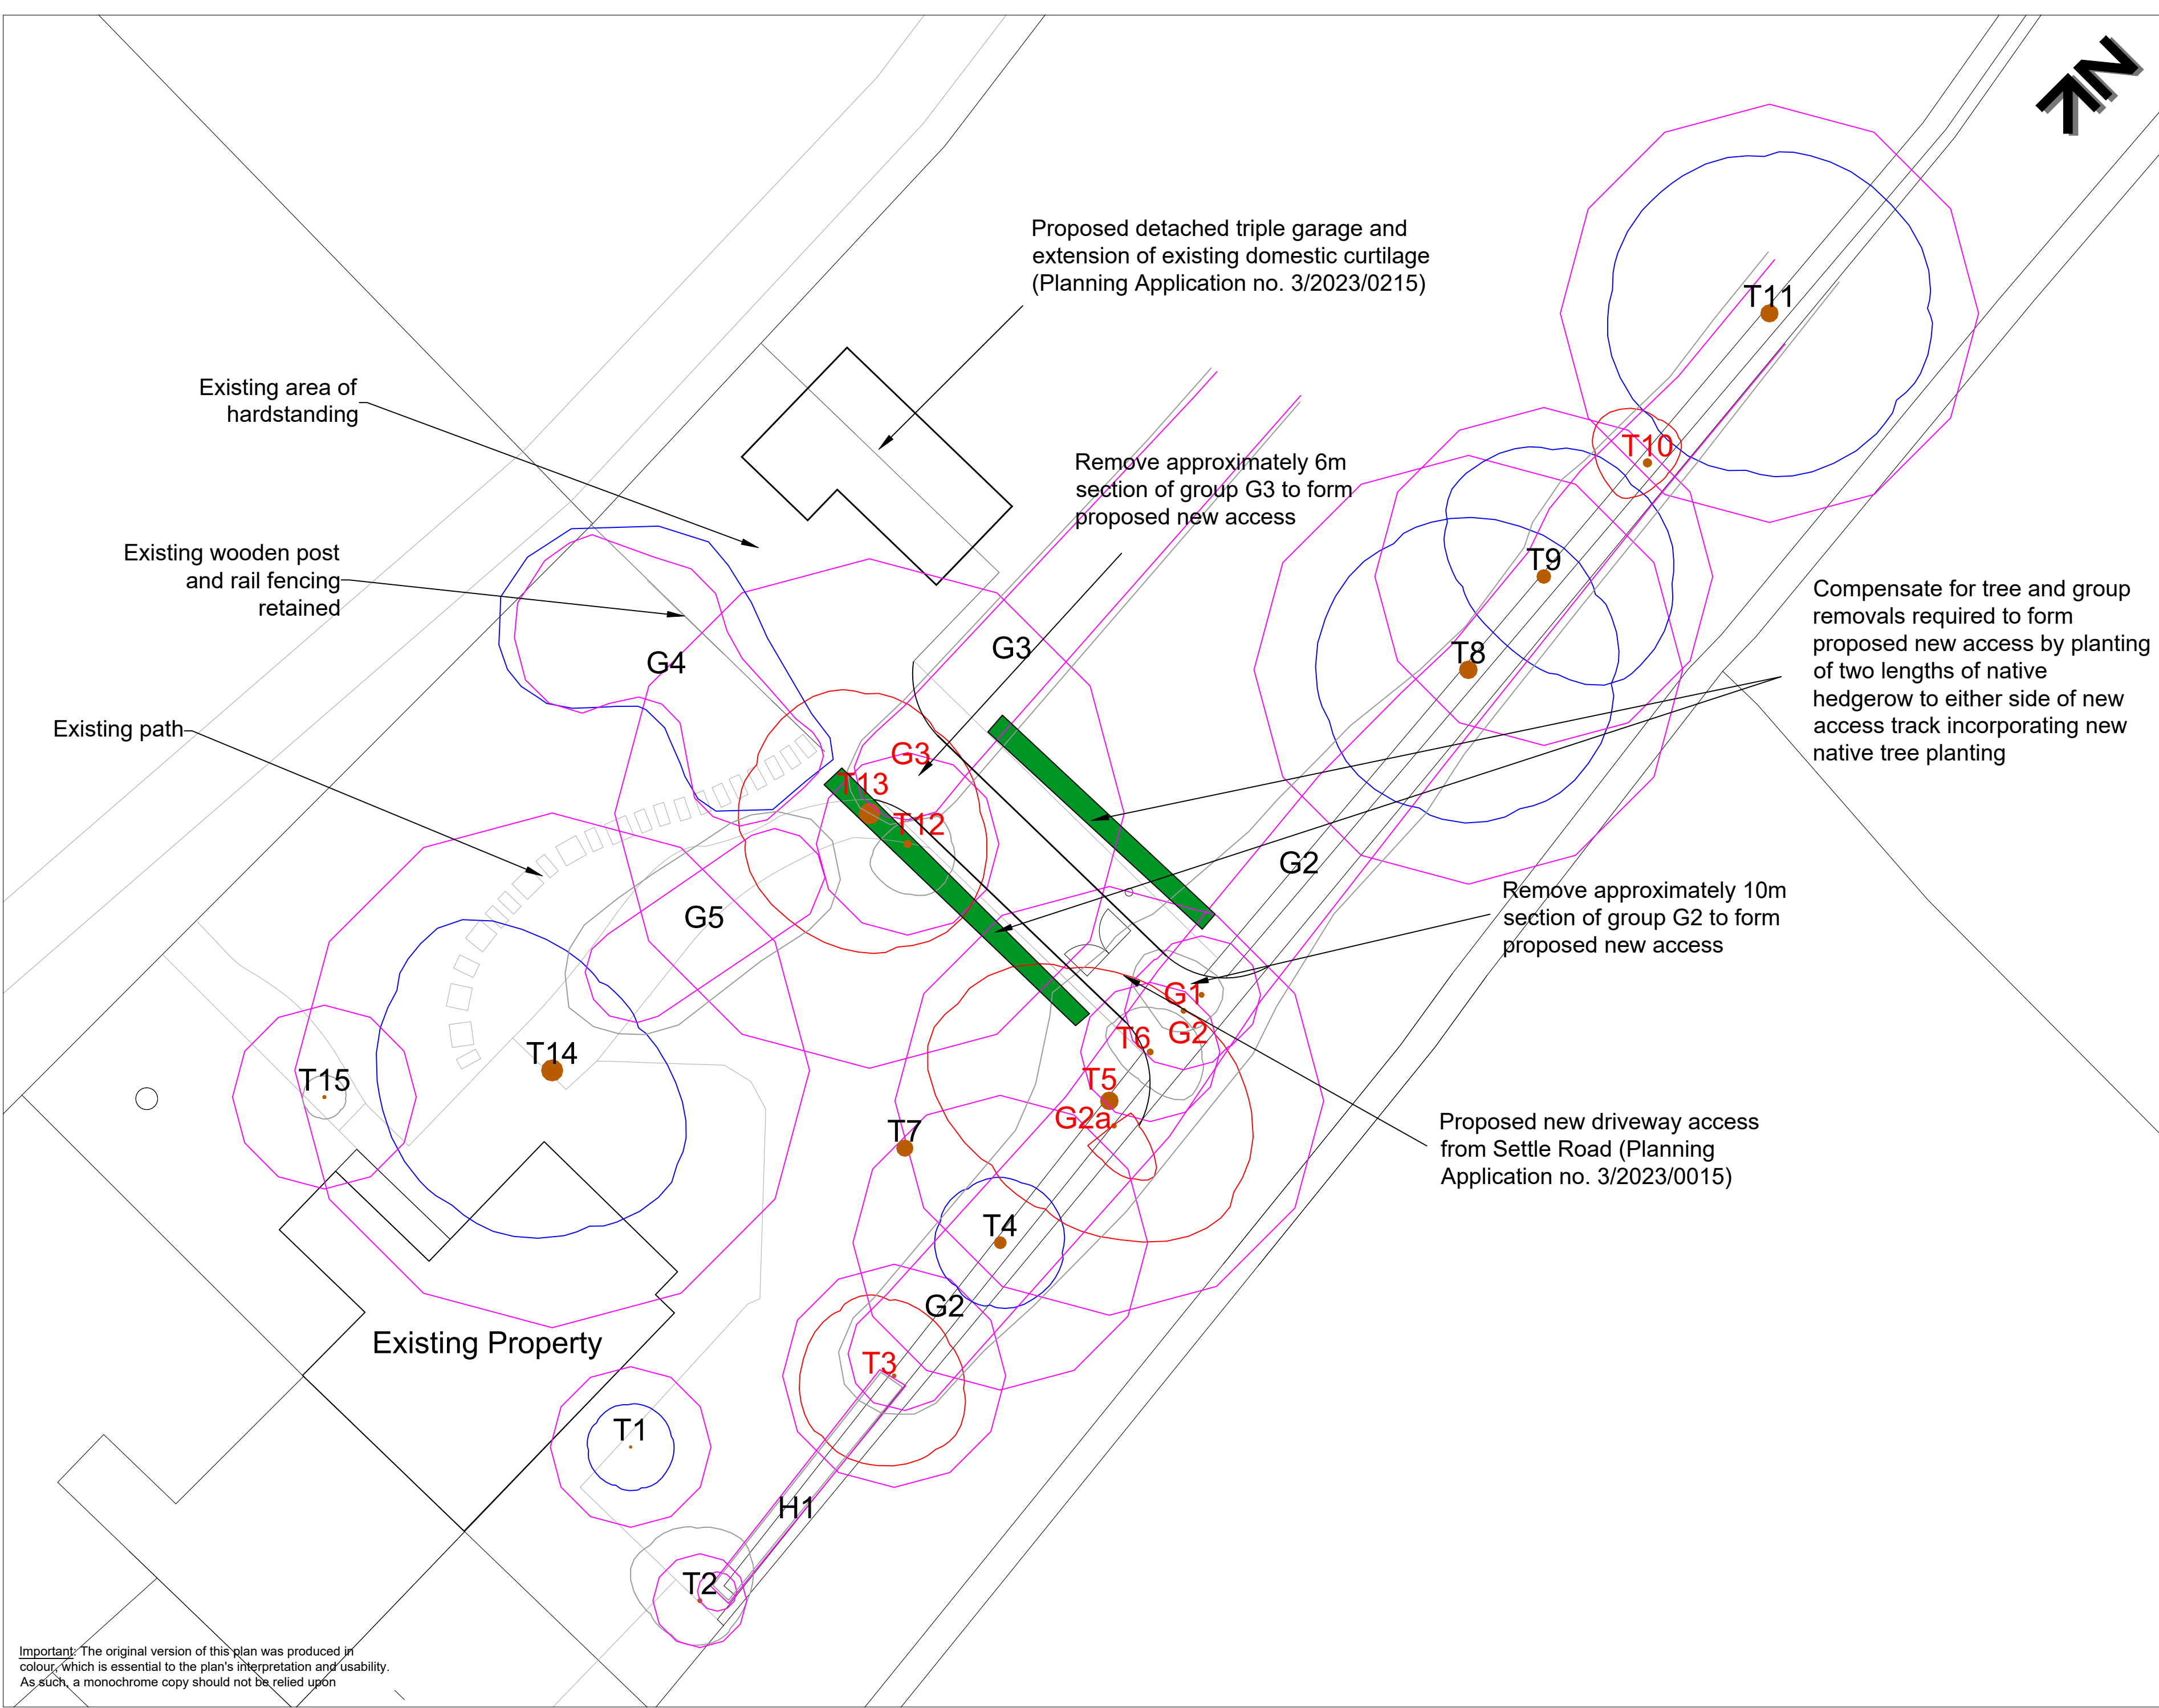 N
Proposed detached triple garage and
extension of existing domestic curtilage
(Planning Application no. 3/2023/0215)
T11
Existing area of
hardstanding
Remove approximately 6m
section of group G3 to form
proposed new access
T10
Existing wooden post
and rail fencing
retained
T9
Compensate for tree and group
removals required to form
proposed new access by planting
of two lengths of native
hedgerow to either side of new
access track incorporating new
native tree planting
G3
G4
T8
Existing path
G3
T13
T12
G2
G5
Remove approximately 10m
section of group G2 to form
proposed new access
G1
G2
T6
T14
T15
T5
G2a
T7
Proposed new driveway access
from Settle Road (Planning
Application no. 3/2023/0015)
T4
G2
Existing Property
T3
T1
H1
T2
Important: The original version of this plan was produced in
colour, which is essential to the plan's interpretation and usability.
As such, a monochrome copy should not be relied upon